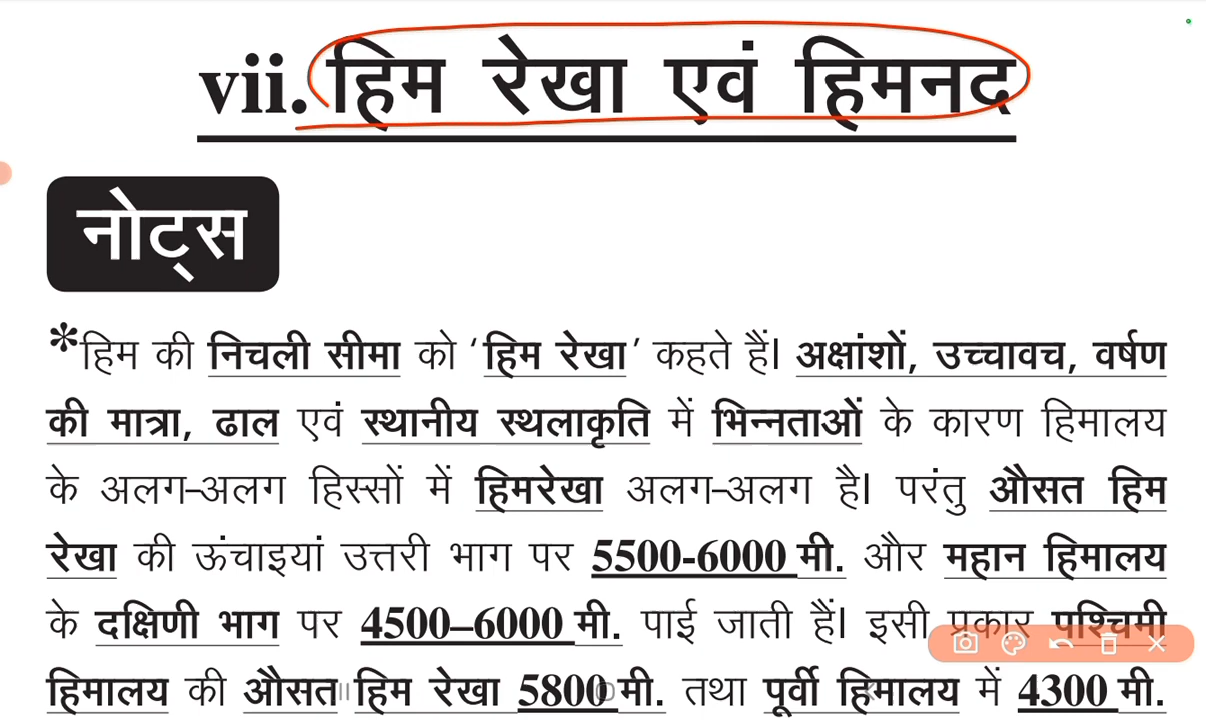 vii. हिम रेखा एवं हिमनद
नोट्स
*हिम की निचली सीमा को ‘हिम रेखा’ कहते हैं। अक्षांशों, उच्चावच, वर्षण
की मात्रा, ढाल एवं स्थानीय स्थलाकृति में भिन्नताओं के कारण हिमालय
के अलग-अलग हिस्सों में हिमरेखा अलग-अलग है। परंतु औसत हिम
रेखा की ऊंचाइयां उत्तरी भाग पर 5500-6000 मी. और महान हिमालय
के दक्षिणी भाग पर 4500–6000 मी. पाई जाती हैं। इसी प्रकार पश्चिमी
हिमालय की औसत हिम रेखा 5800 मी. तथा पूर्वी हिमालय में 4300 मी.